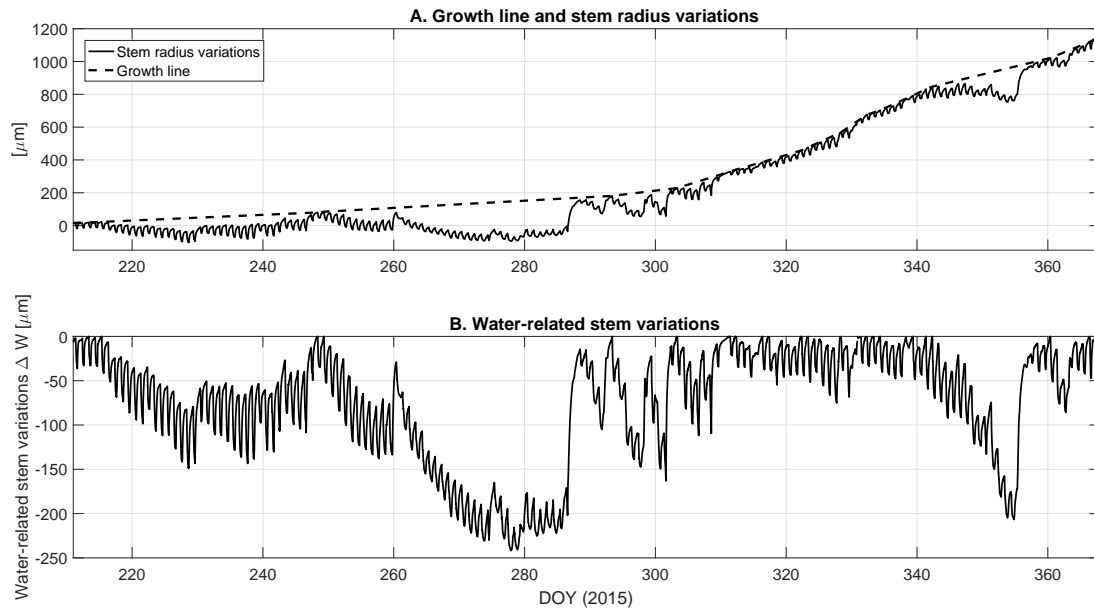 A. Growth line and stem radius variations
1200
1000
800
600
400
200
0
[μm]
Stem radius variations
Growth line
220 240 260 280 300 320 340 360
B. Water-related stem variations
0
-50
-100
-150
-200
-250
Water-related stem variations Δ W [μm]
220 240 260 280 300 320 340 360
DOY (2015)